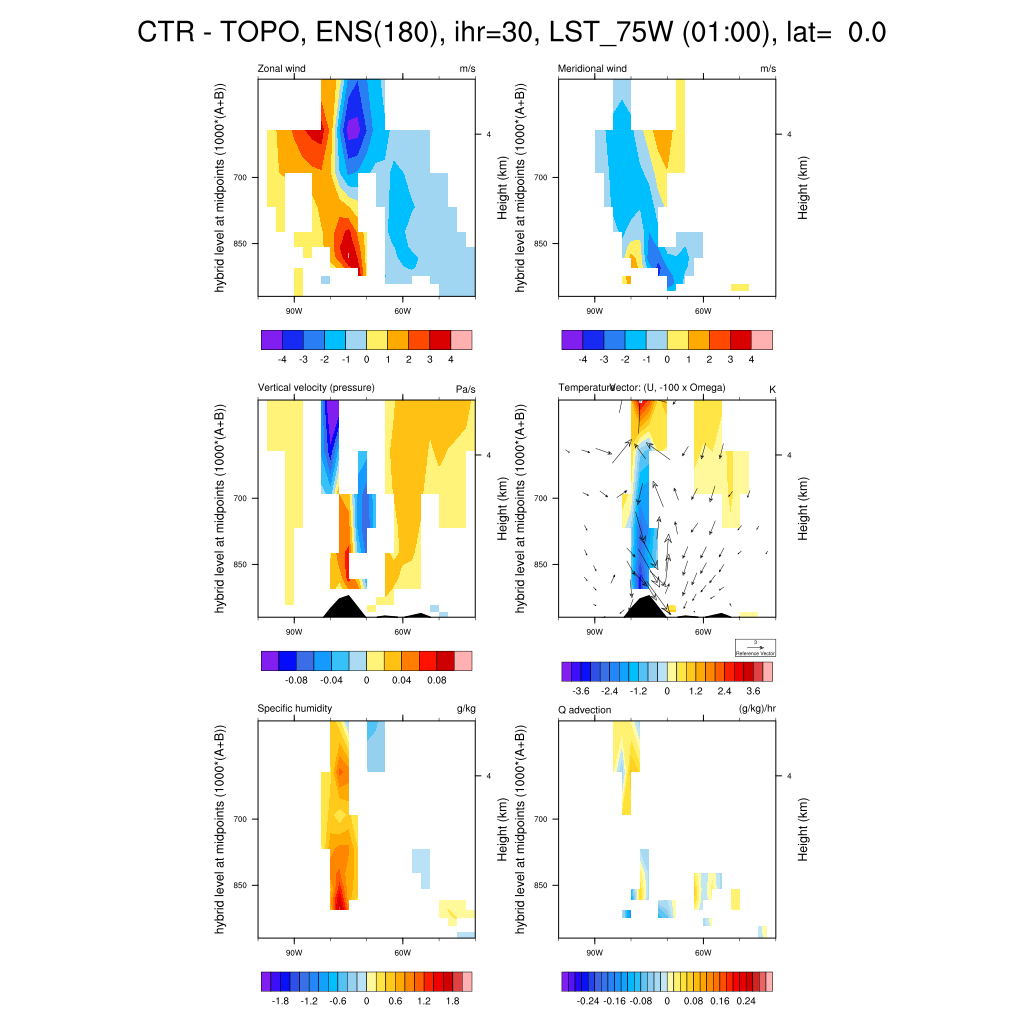 CTR - TOPO, ENS(180), ihr=30, LST_75W (01:00), lat=  0.0
Zonal wind
m/s
hybrid level at midpoints (1000*(A+B))
700
850
4
Height (km)
90W
60W
-4 -3 -2 -1 0 1 2 3 4
Meridional wind
m/s
hybrid level at midpoints (1000*(A+B))
700
850
4
Height (km)
90W
60W
-4 -3 -2 -1 0 1 2 3 4
Vertical velocity (pressure)
Pa/s
hybrid level at midpoints (1000*(A+B))
700
850
4
Height (km)
90W
60W
-0.08 -0.04 0 0.04 0.08
Temperature
Vector: (U, -100 x Omega)
K
hybrid level at midpoints (1000*(A+B))
700
850
4
Height (km)
90W
60W
3
Reference Vector
-3.6 -2.4 -1.2 0 1.2 2.4 3.6
Specific humidity
g/kg
hybrid level at midpoints (1000*(A+B))
700
850
4
Height (km)
90W
60W
-1.8 -1.2 -0.6 0 0.6 1.2 1.8
Q advection
(g/kg)/hr
hybrid level at midpoints (1000*(A+B))
700
850
4
Height (km)
90W
60W
-0.24 -0.16 -0.08 0 0.08 0.16 0.24